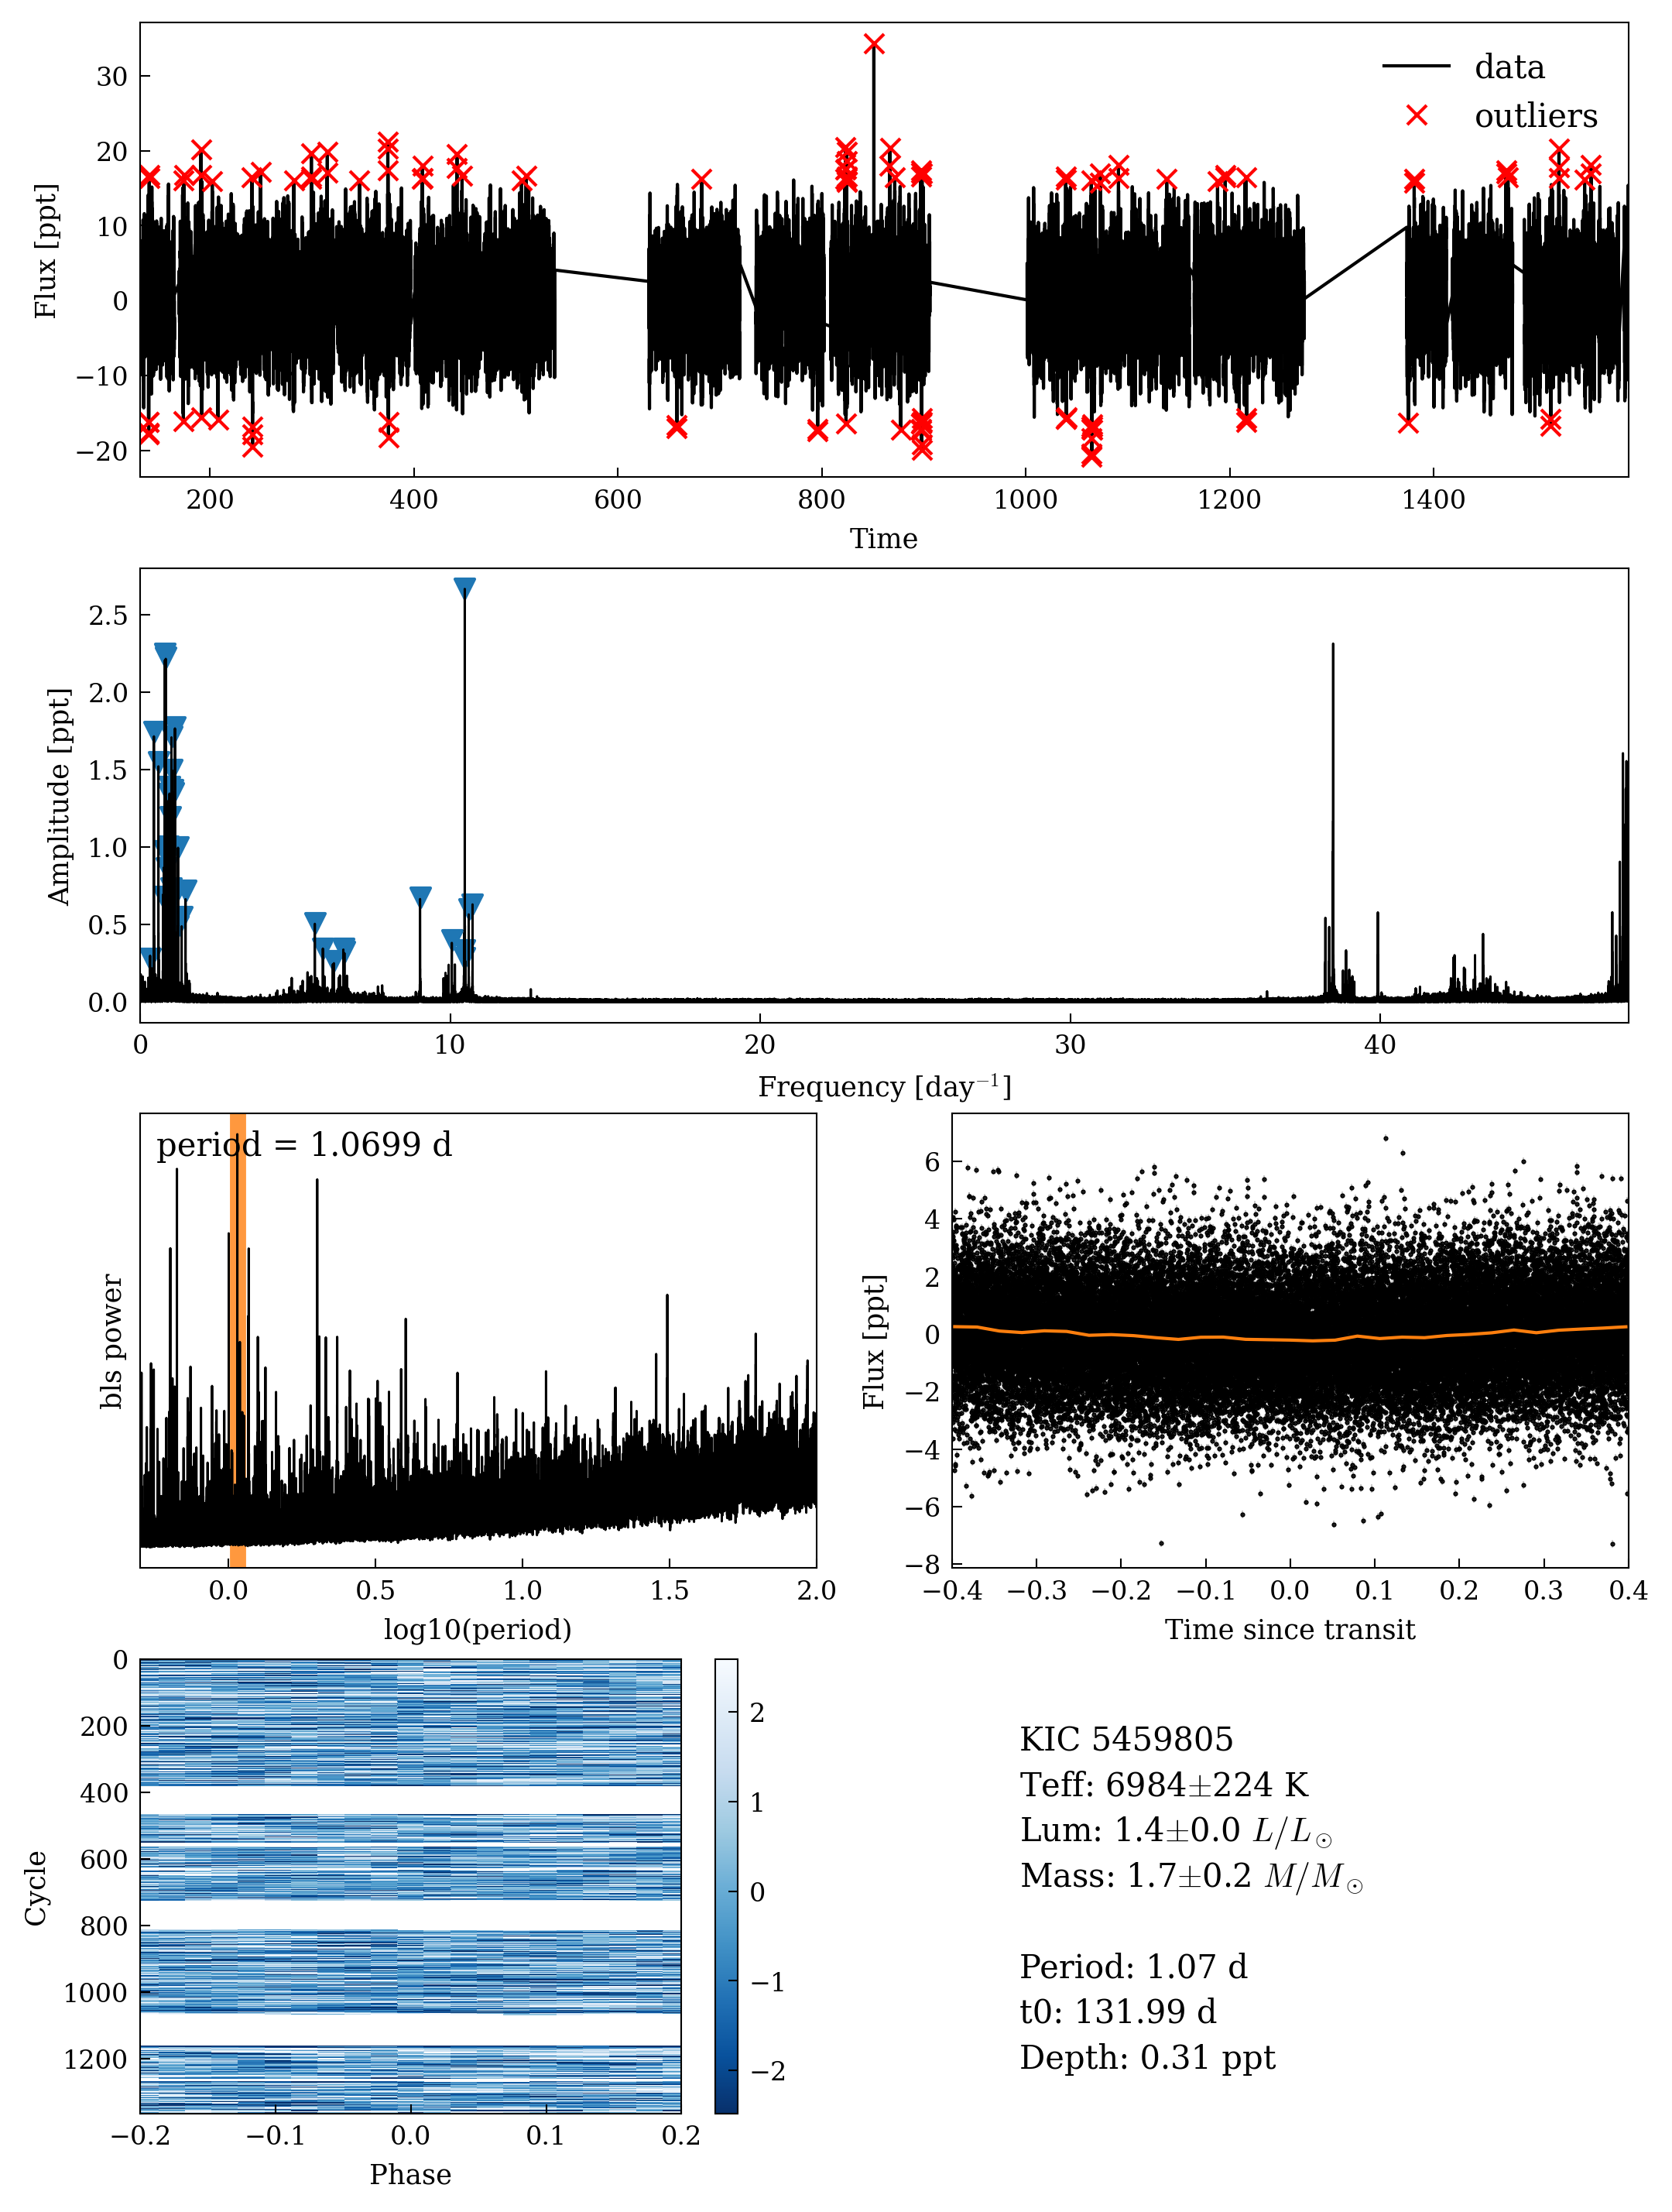 30
20
10
0
−10
−20
Flux [ppt]
data
outliers
200 400 600 800 1000 1200 1400
Time
2.5
2.0
1.5
1.0
0.5
0.0
Amplitude [ppt]
0 10 20 30 40
Frequency [day−1]
period = 1.0699 d
bls power
0.0 0.5 1.0 1.5 2.0
log10(period)
6
4
2
0
−2
−4
−6
−8
Flux [ppt]
−0.4 −0.3 −0.2 −0.1 0.0 0.1 0.2 0.3 0.4
Time since transit
0
200
400
600
800
1000
1200
Cycle
−0.2 −0.1 0.0 0.1 0.2
Phase
2
1
0
−1
−2
KIC 5459805
Teff: 6984±224 K
Lum: 1.4±0.0 L/L⊙
Mass: 1.7±0.2 M/M⊙
Period: 1.07 d
t0: 131.99 d
Depth: 0.31 ppt